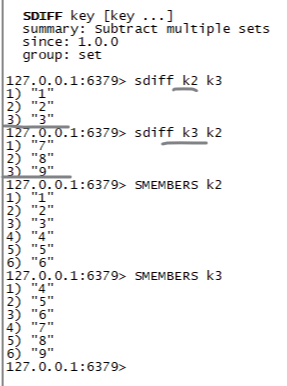 SDIFF key [key ...]
summary: Subtract multiple sets
since: 1.0.0
group: set
127.0.0.1:6379> sdiff k2 k3
1) "1"
2) "2"
3) "3"
127.0.0.1:6379> sdiff k3 k2
1) "7"
2) "8"
3) "9"
127.0.0.1:6379> SMEMBERS k2
1) "1"
2) "2"
3) "3"
4) "4"
5) "5"
6) "6"
127.0.0.1:6379> SMEMBERS k3
1) "4"
2) "5"
3) "6"
4) "7"
5) "8"
6) "9"
127.0.0.1:6379>